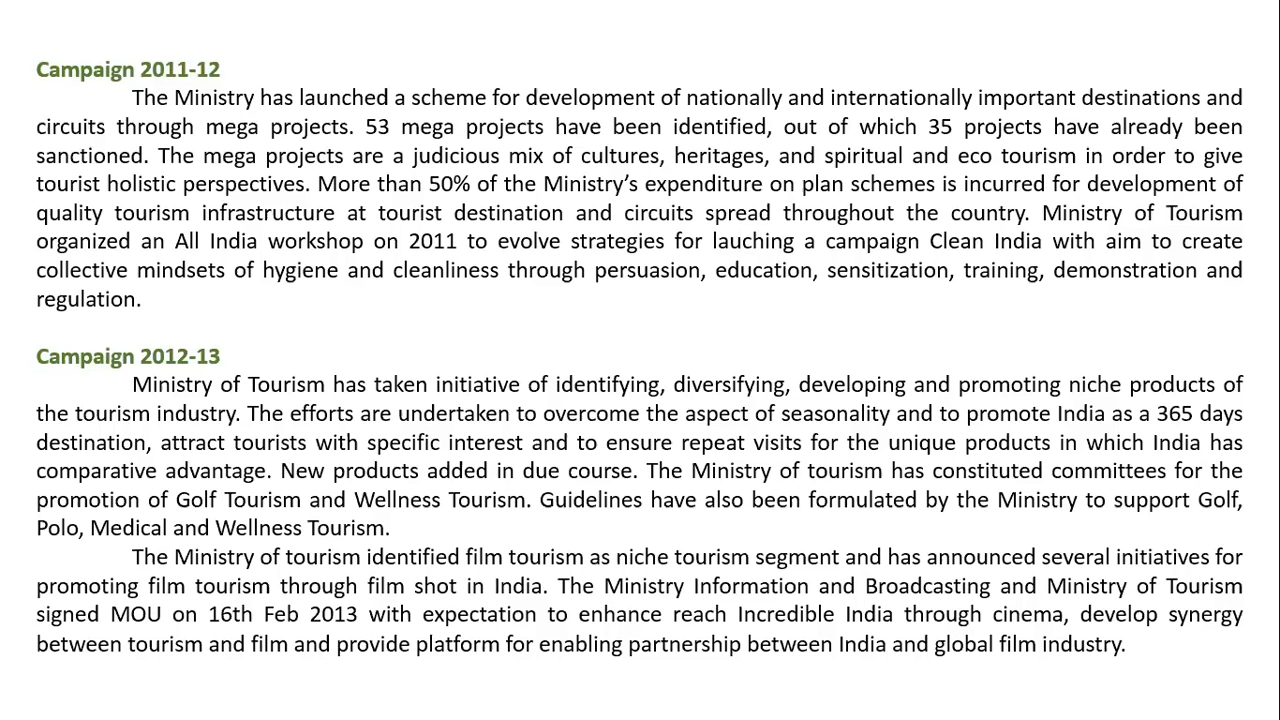 Campaign 2011-12
The Ministry has launched a scheme for development of nationally and internationally important destinations and
circuits through mega projects. 53 mega projects have been identified, out of which 35 projects have already been
sanctioned. The mega projects are a judicious mix of cultures, heritages, and spiritual and eco tourism in order to give
tourist holistic perspectives. More than 50% of the Ministry’s expenditure on plan schemes is incurred for development of
quality tourism infrastructure at tourist destination and circuits spread throughout the country. Ministry of Tourism
organized an All India workshop on 2011 to evolve strategies for lauching a campaign Clean India with aim to create
collective mindsets of hygiene and cleanliness through persuasion, education, sensitization, training, demonstration and
regulation.
Campaign 2012-13
Ministry of Tourism has taken initiative of identifying, diversifying, developing and promoting niche products of
the tourism industry. The efforts are undertaken to overcome the aspect of seasonality and to promote India as a 365 days
destination, attract tourists with specific interest and to ensure repeat visits for the unique products in which India has
comparative advantage. New products added in due course. The Ministry of tourism has constituted committees for the
promotion of Golf Tourism and Wellness Tourism. Guidelines have also been formulated by the Ministry to support Golf,
Polo, Medical and Wellness Tourism.
The Ministry of tourism identified film tourism as niche tourism segment and has announced several initiatives for
promoting film tourism through film shot in India. The Ministry Information and Broadcasting and Ministry of Tourism
signed MOU on 16th Feb 2013 with expectation to enhance reach Incredible India through cinema, develop synergy
between tourism and film and provide platform for enabling partnership between India and global film industry.